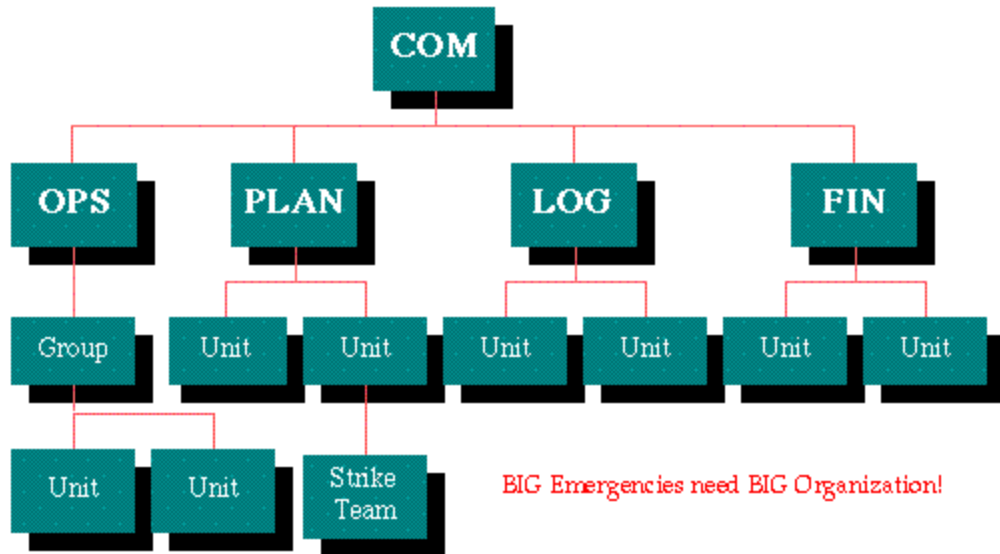 COM
OPS
PLAN
LOG
FIN
Group
Unit
Unit
Unit
Unit
Unit
Unit
Unit
Unit
Strike
Team
BIG Emergencies need BIG Organization!